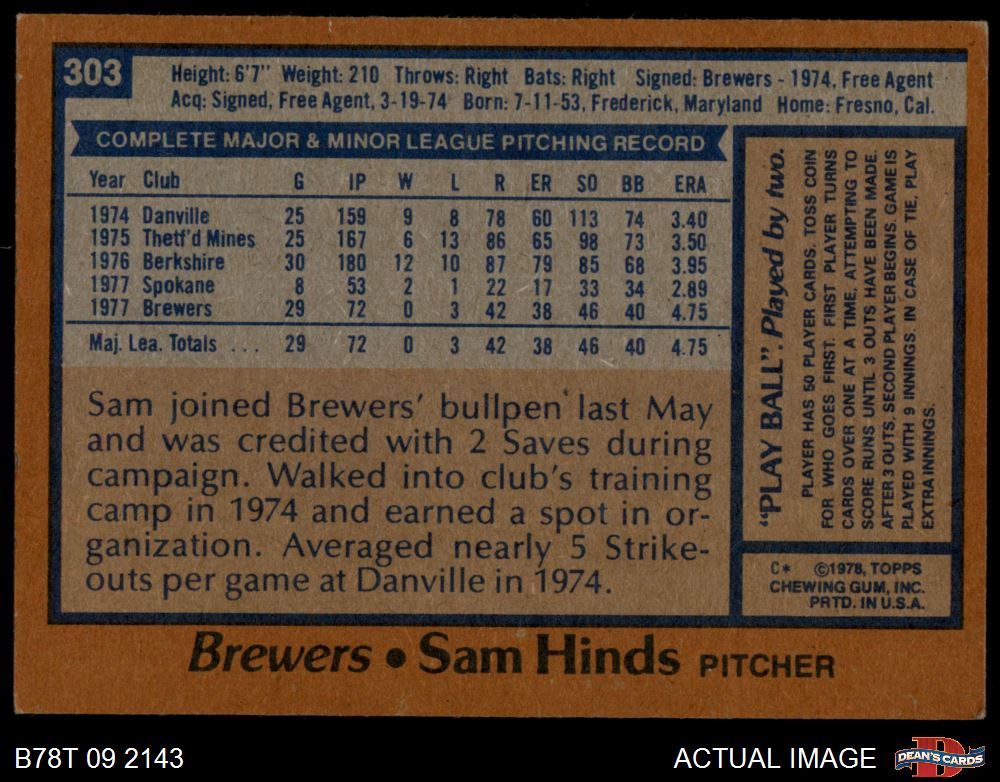 303
Height: 6'7" Weight: 210 Throws: Right Bats: Right Signed: Brewers - 1974, Free Agent
Acq: Signed, Free Agent, 3-19-74 Born: 7-11-53, Frederick, Maryland Home: Fresno, Cal.
COMPLETE MAJOR & MINOR LEAGUE PITCHING RECORD
Year Club G IP W L R ER SO BB ERA
1974 Danville 25 159 9 8 78 60 113 74 3.40
1975 Thetf'd Mines 25 167 6 13 86 65 98 73 3.50
1976 Berkshire 30 180 12 10 87 79 85 68 3.95
1977 Spokane 8 53 2 1 22 17 33 34 2.89
1977 Brewers 29 72 0 3 42 38 46 40 4.75
Maj. Lea. Totals ... 29 72 0 3 42 38 46 40 4.75
Sam joined Brewers' bullpen last May
and was credited with 2 Saves during
campaign. Walked into club's training
camp in 1974 and earned a spot in or-
ganization. Averaged nearly 5 Strike-
outs per game at Danville in 1974.
"PLAY BALL" Played by two.
PLAYER HAS 50 PLAYER CARDS. TOSS COIN
FOR WHO GOES FIRST. FIRST PLAYER TURNS
CARDS OVER ONE AT A TIME, ATTEMPTING TO
SCORE RUNS UNTIL 3 OUTS HAVE BEEN MADE.
AFTER 3 OUTS, SECOND PLAYER BEGINS. GAME IS
PLAYED WITH 9 INNINGS. IN CASE OF TIE, PLAY
EXTRA INNINGS.
C* ©1978, TOPPS
CHEWING GUM, INC.
PRTD. IN U.S.A.
Brewers • Sam Hinds PITCHER
B78T 09 2143
ACTUAL IMAGE
DEAN'S CARDS